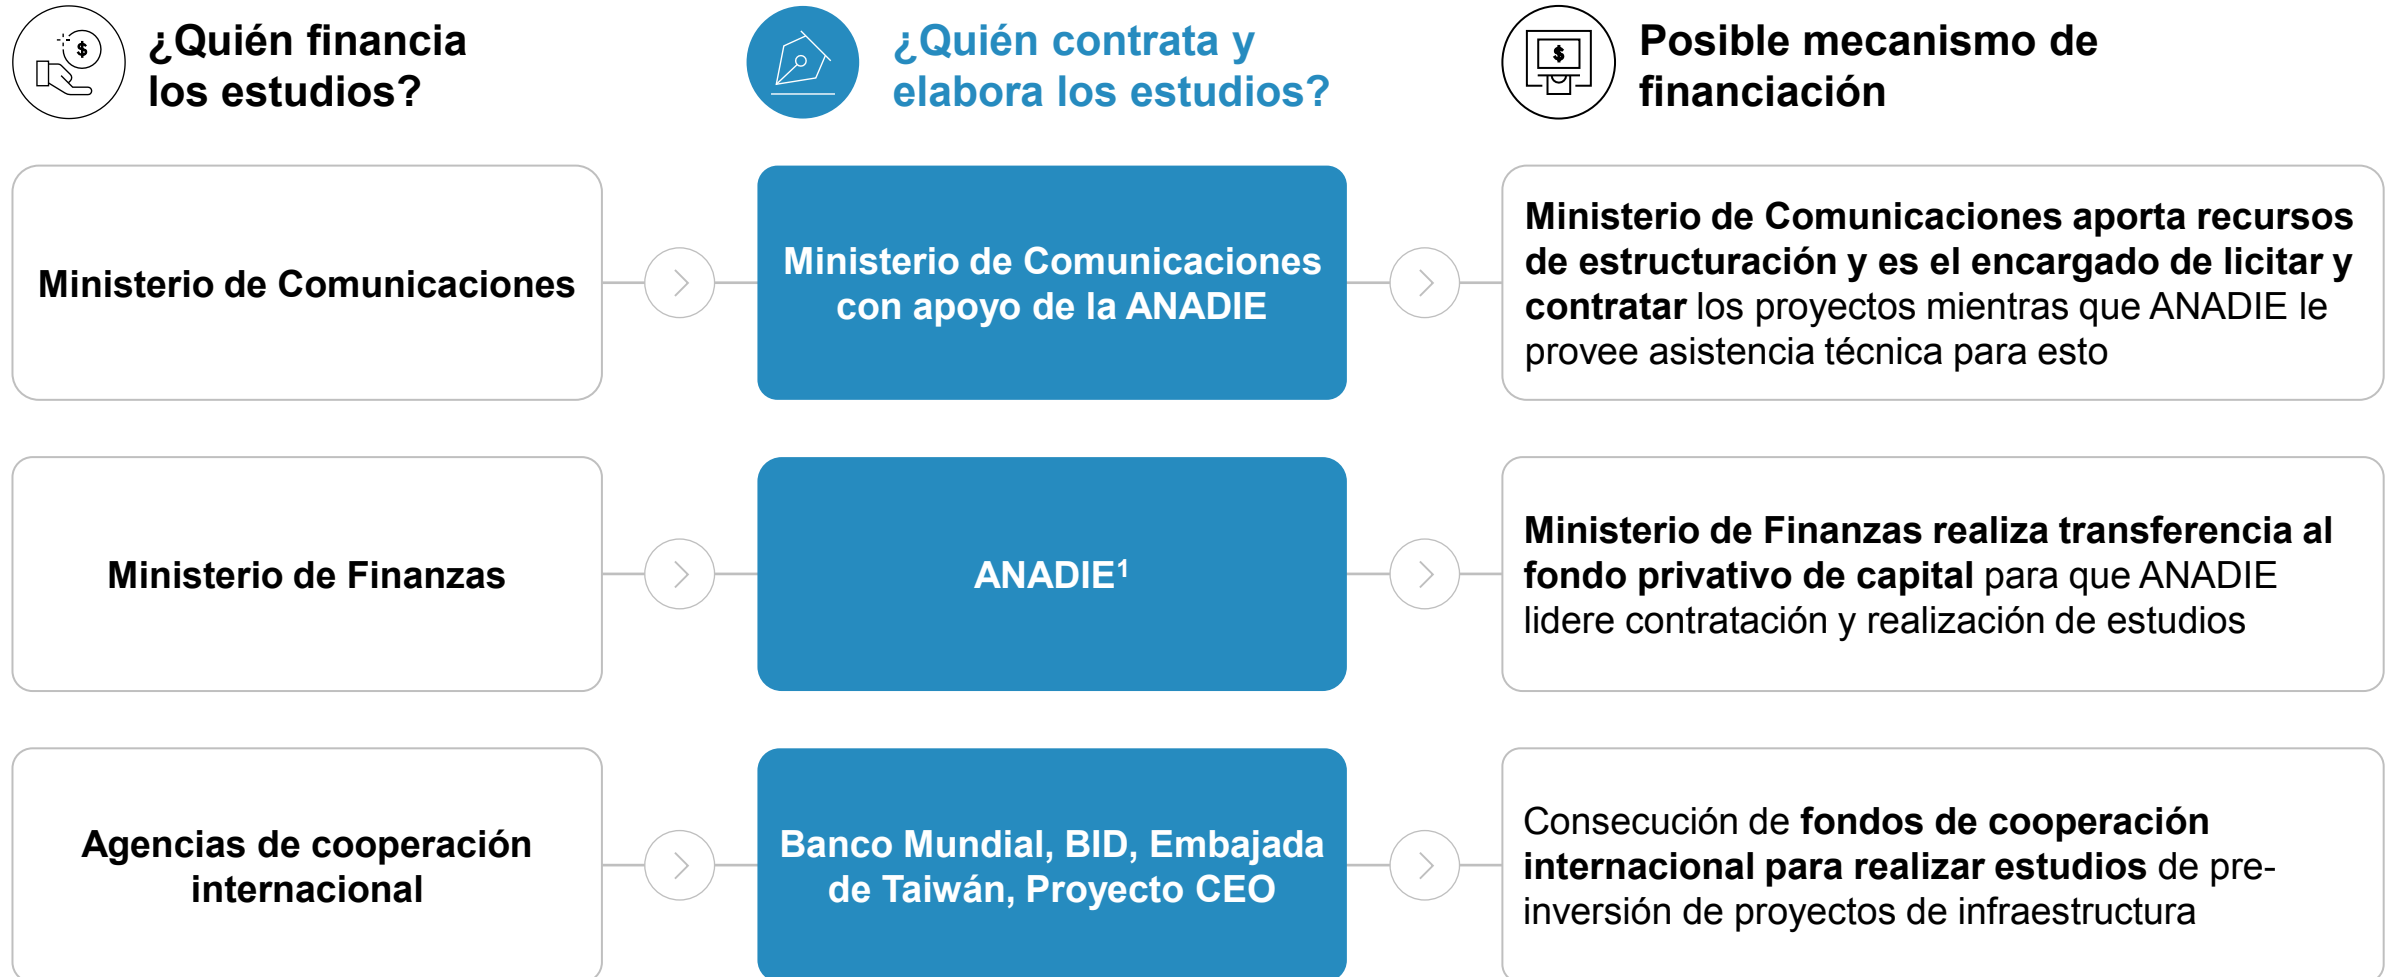 ¿Quién financia
los estudios?
¿Quién contrata y
elabora los estudios?
Posible mecanismo de
financiación
Ministerio de Comunicaciones
Ministerio de Comunicaciones
con apoyo de la ANADIE
Ministerio de Comunicaciones aporta recursos
de estructuración y es el encargado de licitar y
contratar los proyectos mientras que ANADIE le
provee asistencia técnica para esto
Ministerio de Finanzas
ANADIE¹
Ministerio de Finanzas realiza transferencia al
fondo privativo de capital para que ANADIE
lidere contratación y realización de estudios
Agencias de cooperación
internacional
Banco Mundial, BID, Embajada
de Taiwán, Proyecto CEO
Consecución de fondos de cooperación
internacional para realizar estudios de pre-
inversión de proyectos de infraestructura